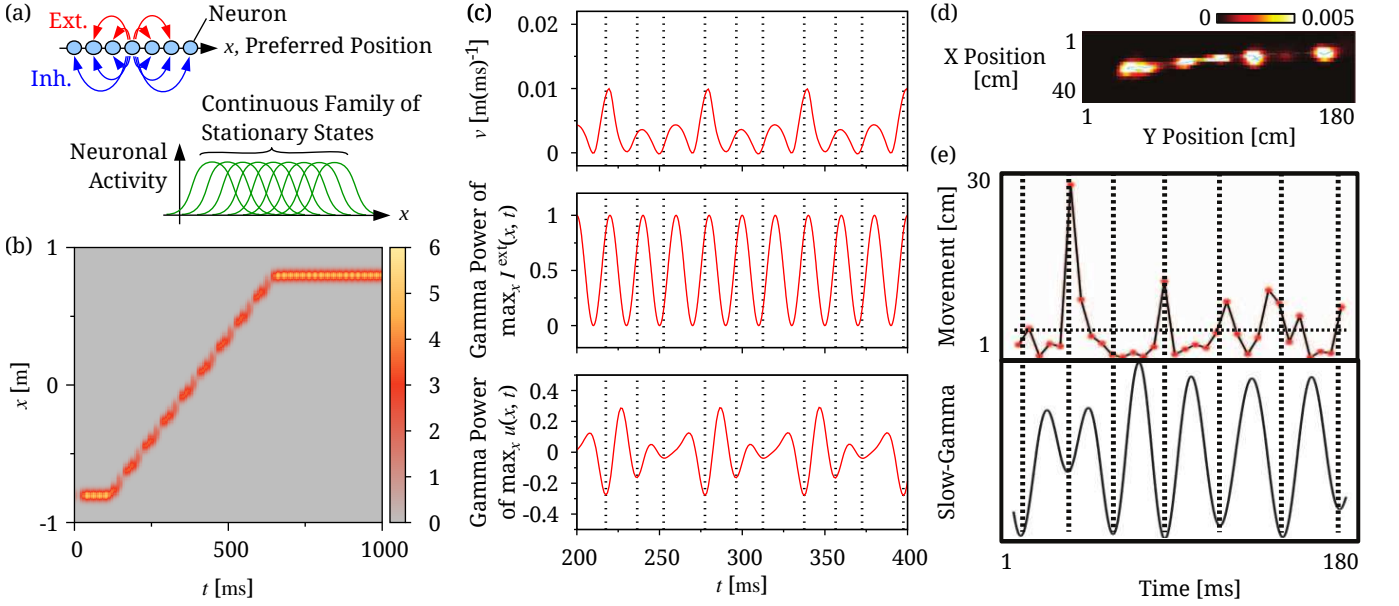 (a)
Neuron
Ext.
x, Preferred Position
Inh.
Continuous Family of
Stationary States
Neuronal
Activity
x
(b)
1
0
-1
x [m]
0
500
1000
t [ms]
6
5
4
3
2
1
0
(c)
0.02
0.01
0
v [m(ms)⁻¹]
1
0.5
0
Gamma Power of
maxₓ Iᵉˣᵗ(x, t)
0.4
0.2
0
-0.2
-0.4
Gamma Power
of maxₓ u(x, t)
200
250
300
350
400
t [ms]
(d)
0
0.005
X Position
[cm]
1
40
1
180
Y Position [cm]
(e)
30
1
Movement [cm]
Slow-Gamma
1
180
Time [ms]